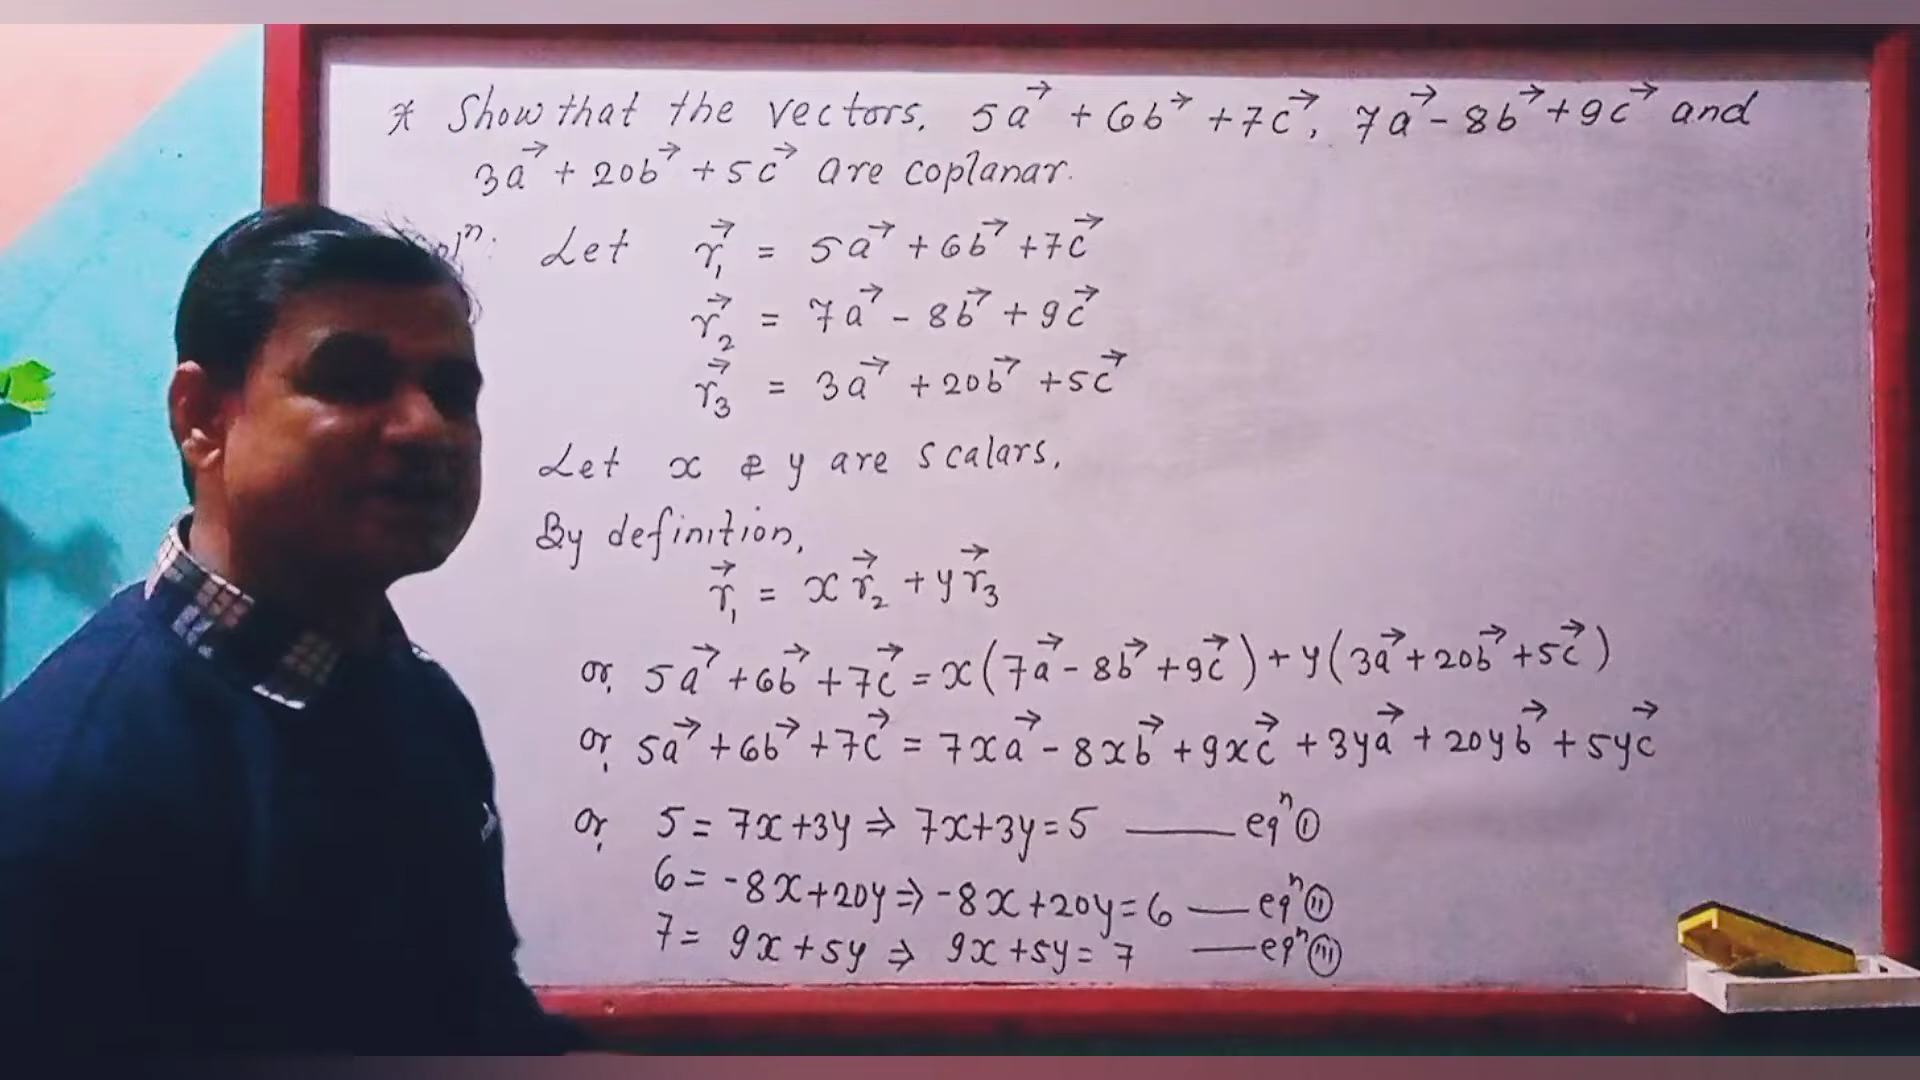 * Show that the vectors, 5a⃗ + 6b⃗ + 7c⃗, 7a⃗ - 8b⃗ + 9c⃗ and
3a⃗ + 20b⃗ + 5c⃗ are coplanar.
Let r⃗₁ = 5a⃗ + 6b⃗ + 7c⃗
r⃗₂ = 7a⃗ - 8b⃗ + 9c⃗
r⃗₃ = 3a⃗ + 20b⃗ + 5c⃗
Let x & y are scalars,
By definition,
r⃗₁ = x r⃗₂ + y r⃗₃
or, 5a⃗ + 6b⃗ + 7c⃗ = x(7a⃗ - 8b⃗ + 9c⃗) + y(3a⃗ + 20b⃗ + 5c⃗)
or, 5a⃗ + 6b⃗ + 7c⃗ = 7xa⃗ - 8xb⃗ + 9xc⃗ + 3ya⃗ + 20yb⃗ + 5yc⃗
or, 5 = 7x+3y ⇒ 7x+3y = 5 — eqⁿ (i)
6 = -8x+20y ⇒ -8x+20y = 6 — eqⁿ (ii)
7 = 9x+5y ⇒ 9x+5y = 7 — eqⁿ (iii)